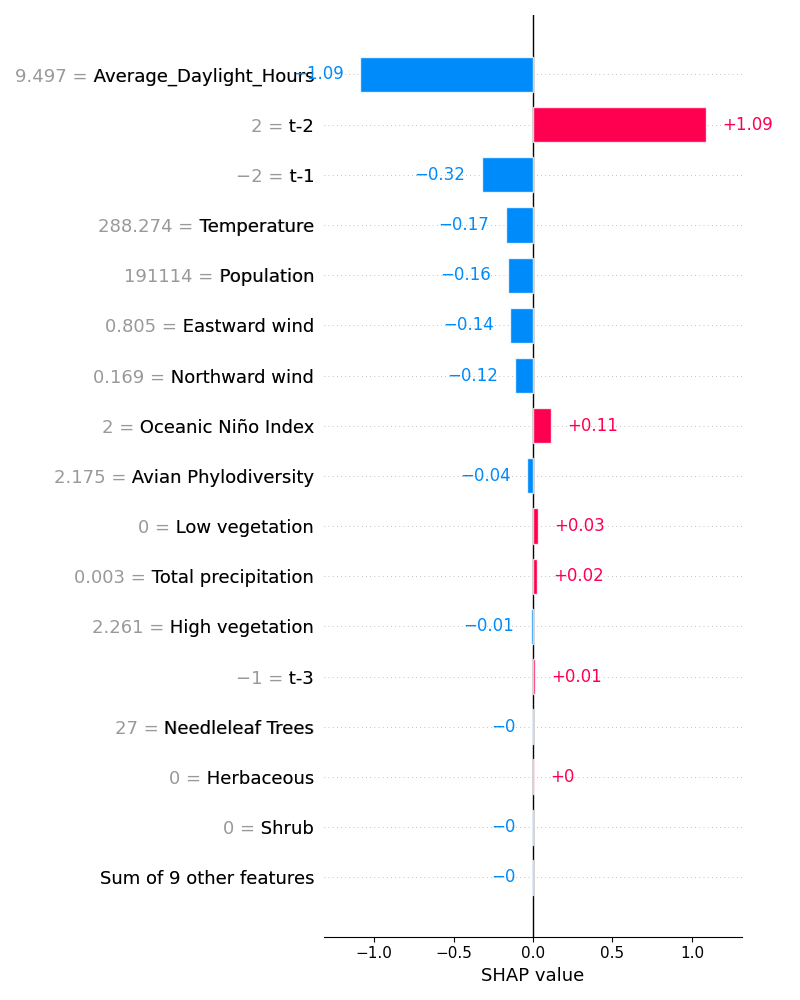 9.497 = Average_Daylight_Hours −1.09
2 = t-2 +1.09
−2 = t-1 −0.32
288.274 = Temperature −0.17
191114 = Population −0.16
0.805 = Eastward wind −0.14
0.169 = Northward wind −0.12
2 = Oceanic Niño Index +0.11
2.175 = Avian Phylodiversity −0.04
0 = Low vegetation +0.03
0.003 = Total precipitation +0.02
2.261 = High vegetation −0.01
−1 = t-3 +0.01
27 = Needleleaf Trees −0
0 = Herbaceous +0
0 = Shrub −0
Sum of 9 other features −0
−1.0 −0.5 0.0 0.5 1.0
SHAP value